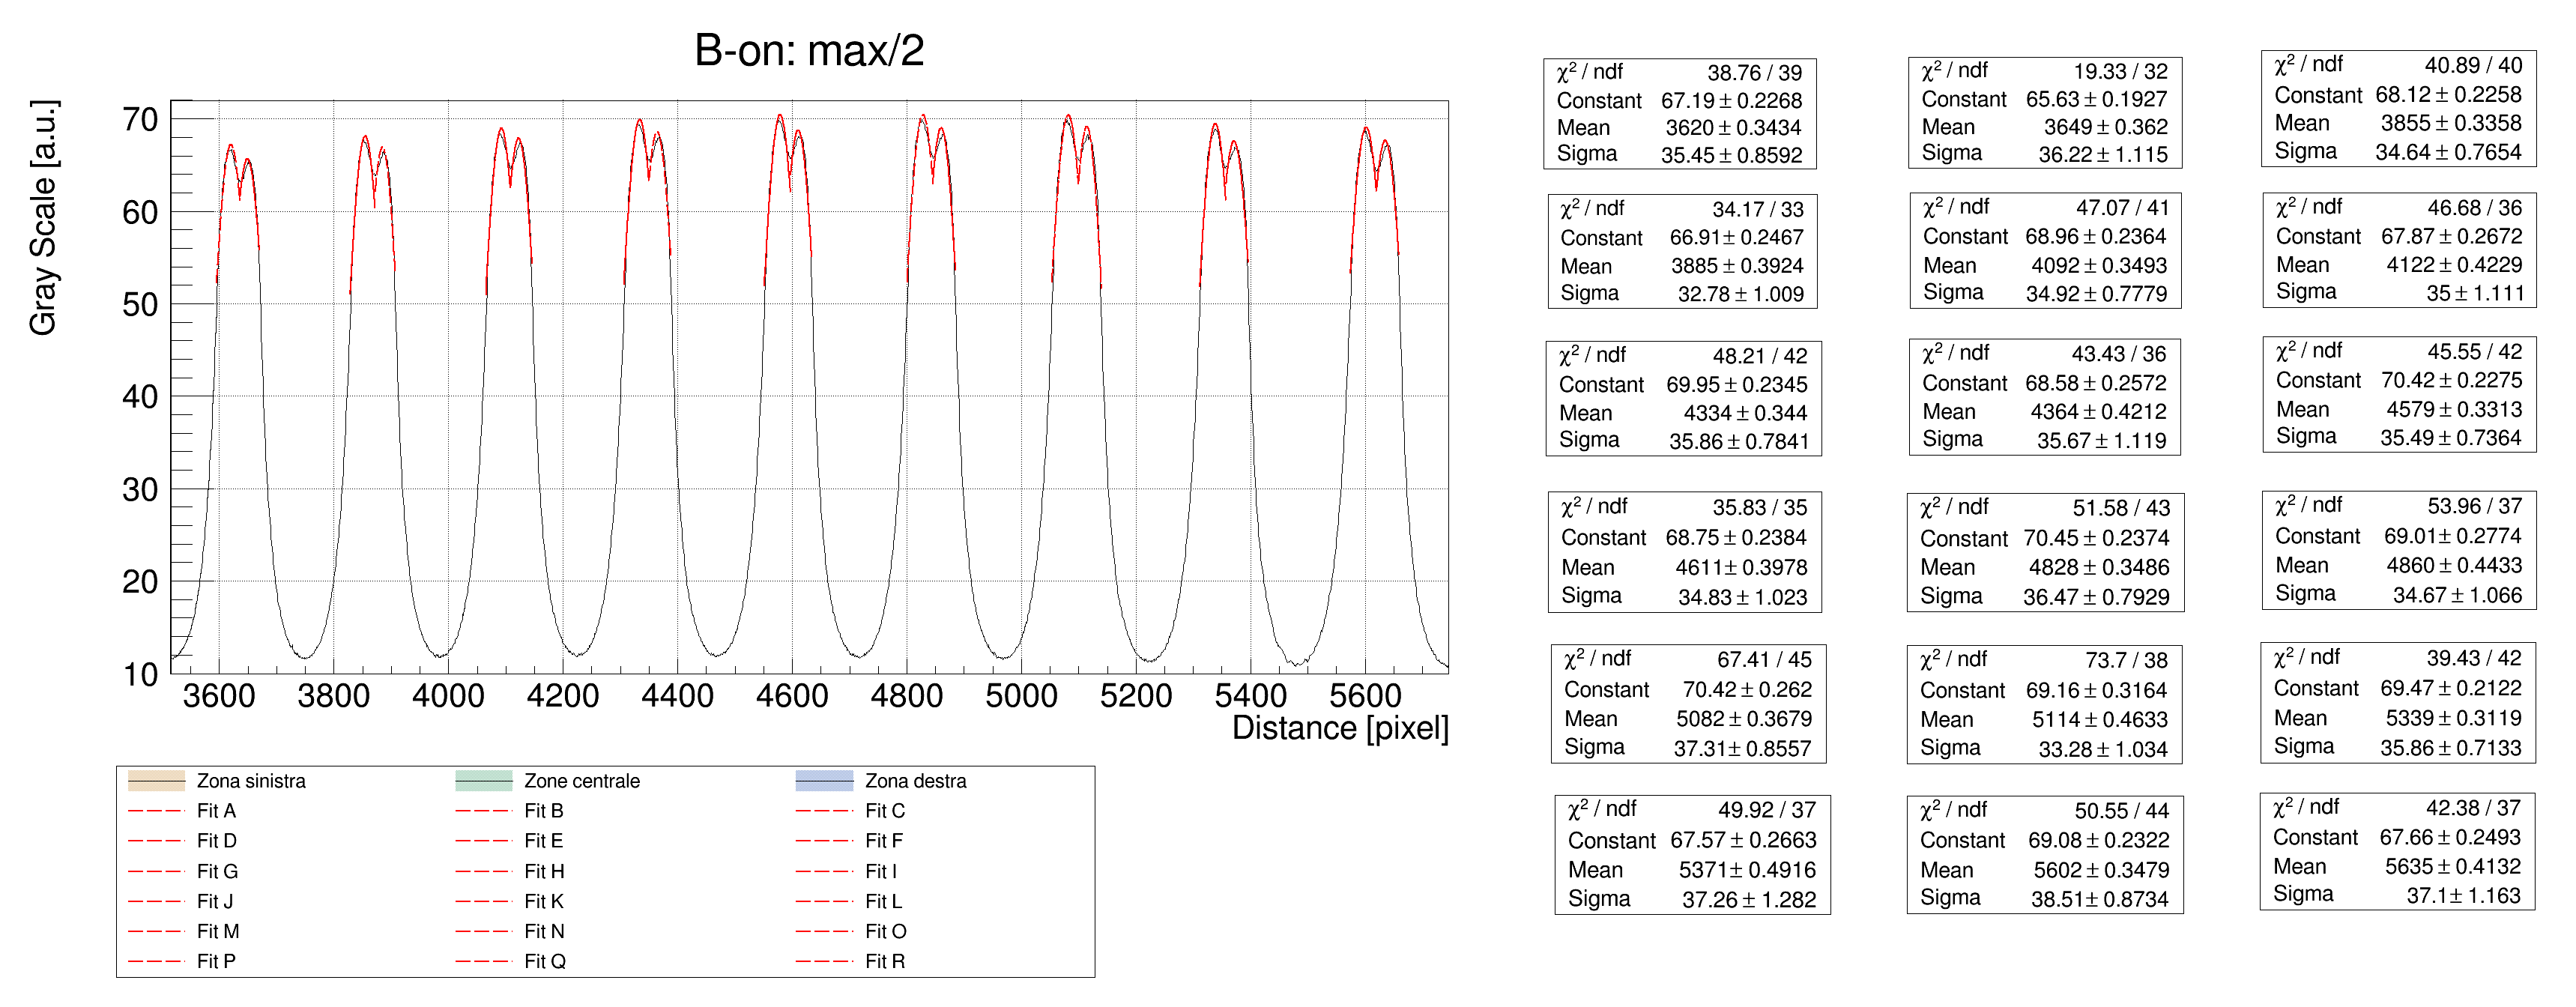 B-on: max/2
Gray Scale [a.u.]
70
60
50
40
30
20
10
3600 3800 4000 4200 4400 4600 4800 5000 5200 5400 5600
Distance [pixel]
Zona sinistra Zone centrale Zona destra
Fit A Fit B Fit C
Fit D Fit E Fit F
Fit G Fit H Fit I
Fit J Fit K Fit L
Fit M Fit N Fit O
Fit P Fit Q Fit R
χ² / ndf 38.76 / 39
Constant 67.19 ± 0.2268
Mean 3620 ± 0.3434
Sigma 35.45 ± 0.8592
χ² / ndf 19.33 / 32
Constant 65.63 ± 0.1927
Mean 3649 ± 0.362
Sigma 36.22 ± 1.115
χ² / ndf 40.89 / 40
Constant 68.12 ± 0.2258
Mean 3855 ± 0.3358
Sigma 34.64 ± 0.7654
χ² / ndf 34.17 / 33
Constant 66.91 ± 0.2467
Mean 3885 ± 0.3924
Sigma 32.78 ± 1.009
χ² / ndf 47.07 / 41
Constant 68.96 ± 0.2364
Mean 4092 ± 0.3493
Sigma 34.92 ± 0.7779
χ² / ndf 46.68 / 36
Constant 67.87 ± 0.2672
Mean 4122 ± 0.4229
Sigma 35 ± 1.111
χ² / ndf 48.21 / 42
Constant 69.95 ± 0.2345
Mean 4334 ± 0.344
Sigma 35.86 ± 0.7841
χ² / ndf 43.43 / 36
Constant 68.58 ± 0.2572
Mean 4364 ± 0.4212
Sigma 35.67 ± 1.119
χ² / ndf 45.55 / 42
Constant 70.42 ± 0.2275
Mean 4579 ± 0.3313
Sigma 35.49 ± 0.7364
χ² / ndf 35.83 / 35
Constant 68.75 ± 0.2384
Mean 4611 ± 0.3978
Sigma 34.83 ± 1.023
χ² / ndf 51.58 / 43
Constant 70.45 ± 0.2374
Mean 4828 ± 0.3486
Sigma 36.47 ± 0.7929
χ² / ndf 53.96 / 37
Constant 69.01 ± 0.2774
Mean 4860 ± 0.4433
Sigma 34.67 ± 1.066
χ² / ndf 67.41 / 45
Constant 70.42 ± 0.262
Mean 5082 ± 0.3679
Sigma 37.31 ± 0.8557
χ² / ndf 73.7 / 38
Constant 69.16 ± 0.3164
Mean 5114 ± 0.4633
Sigma 33.28 ± 1.034
χ² / ndf 39.43 / 42
Constant 69.47 ± 0.2122
Mean 5339 ± 0.3119
Sigma 35.86 ± 0.7133
χ² / ndf 49.92 / 37
Constant 67.57 ± 0.2663
Mean 5371 ± 0.4916
Sigma 37.26 ± 1.282
χ² / ndf 50.55 / 44
Constant 69.08 ± 0.2322
Mean 5602 ± 0.3479
Sigma 38.51 ± 0.8734
χ² / ndf 42.38 / 37
Constant 67.66 ± 0.2493
Mean 5635 ± 0.4132
Sigma 37.1 ± 1.163